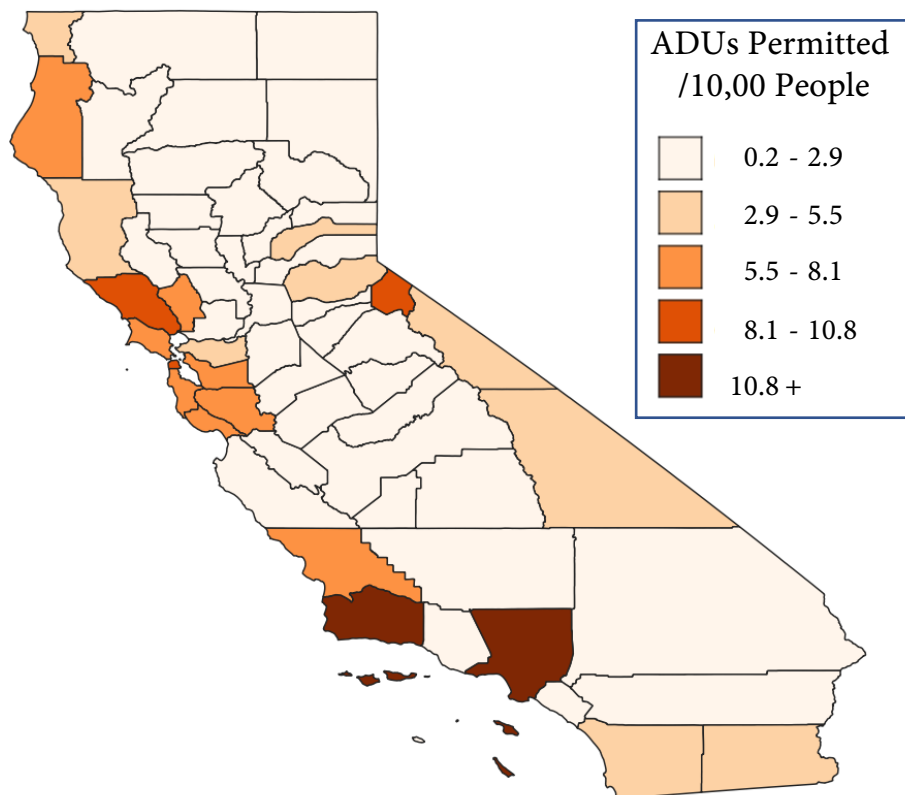 ADUs Permitted
/10,00 People
0.2 - 2.9
2.9 - 5.5
5.5 - 8.1
8.1 - 10.8
10.8 +